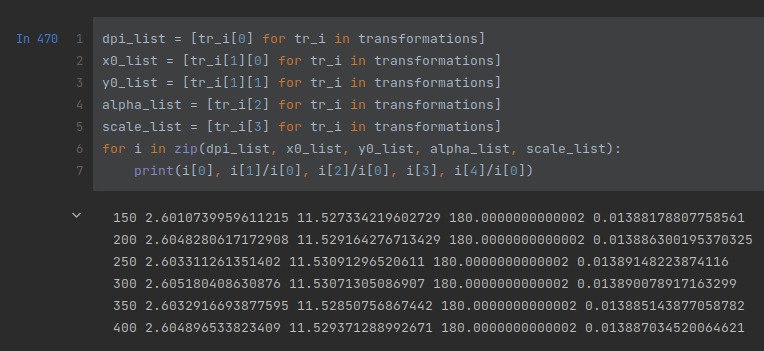 In 470
1 dpi_list = [tr_i[0] for tr_i in transformations]
2 x0_list = [tr_i[1][0] for tr_i in transformations]
3 y0_list = [tr_i[1][1] for tr_i in transformations]
4 alpha_list = [tr_i[2] for tr_i in transformations]
5 scale_list = [tr_i[3] for tr_i in transformations]
6 for i in zip(dpi_list, x0_list, y0_list, alpha_list, scale_list):
7     print(i[0], i[1]/i[0], i[2]/i[0], i[3], i[4]/i[0])
150 2.6010739959611215 11.527334219602729 180.0000000000002 0.01388178807758561
200 2.6048280617172908 11.529164276713429 180.0000000000002 0.013886300195370325
250 2.603311261351402 11.53091296520611 180.0000000000002 0.01389148223874116
300 2.605180408630876 11.53071305086907 180.0000000000002 0.013890078917163299
350 2.6032916693877595 11.52850756867442 180.0000000000002 0.013885143877058782
400 2.604896533823409 11.529371288992671 180.0000000000002 0.013887034520064621